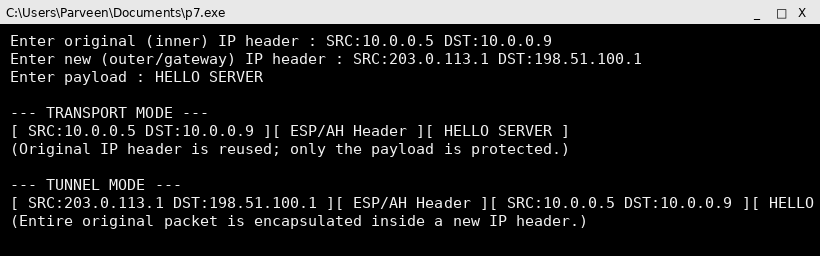 C:\Users\Parveen\Documents\p7.exe
_ □ X
Enter original (inner) IP header : SRC:10.0.0.5 DST:10.0.0.9
Enter new (outer/gateway) IP header : SRC:203.0.113.1 DST:198.51.100.1
Enter payload : HELLO SERVER
--- TRANSPORT MODE ---
[ SRC:10.0.0.5 DST:10.0.0.9 ][ ESP/AH Header ][ HELLO SERVER ]
(Original IP header is reused; only the payload is protected.)
--- TUNNEL MODE ---
[ SRC:203.0.113.1 DST:198.51.100.1 ][ ESP/AH Header ][ SRC:10.0.0.5 DST:10.0.0.9 ][ HELLO
(Entire original packet is encapsulated inside a new IP header.)